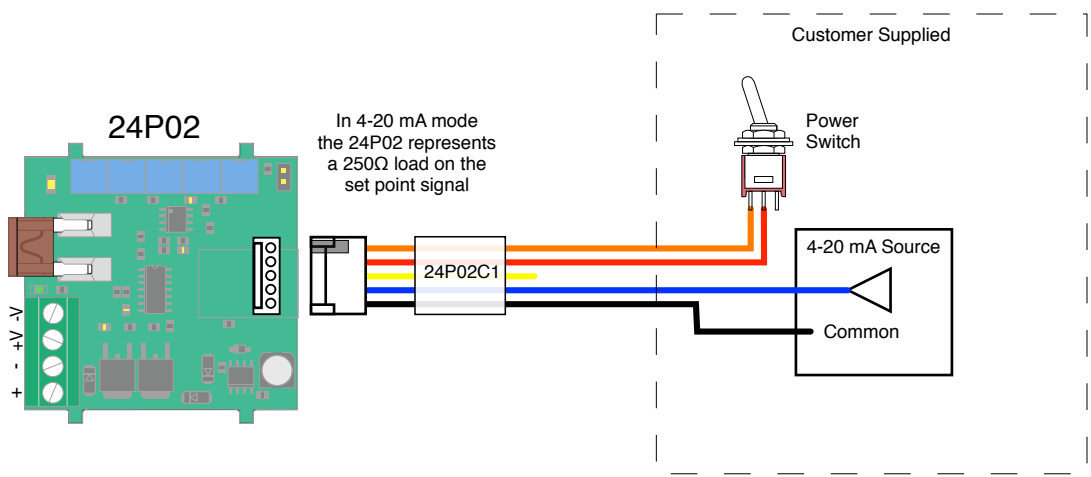 Customer Supplied
24P02
In 4-20 mA mode
the 24P02 represents
a 250Ω load on the
set point signal
Power
Switch
24P02C1
4-20 mA Source
Common
-V
+V
-
+